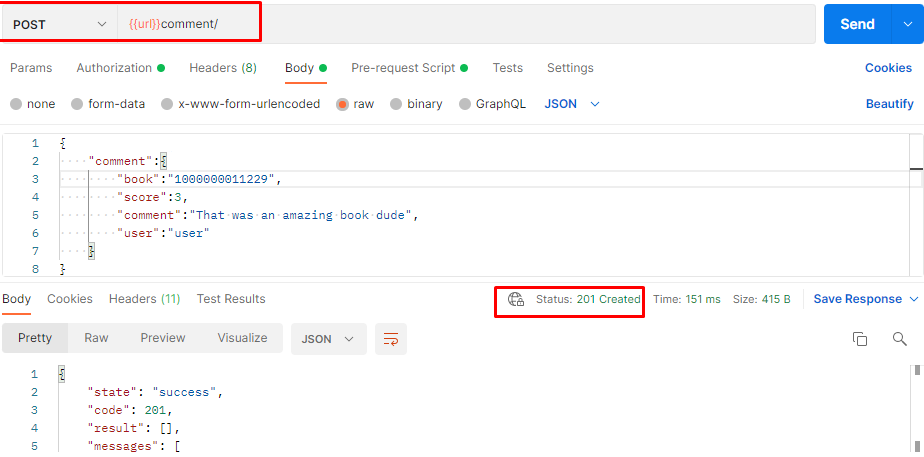 POST {{url}}comment/ Send
Params Authorization Headers (8) Body Pre-request Script Tests Settings Cookies
none form-data x-www-form-urlencoded raw binary GraphQL JSON Beautify
1 {
2 "comment":{
3 "book":"1000000011229",
4 "score":3,
5 "comment":"That was an amazing book dude",
6 "user":"user"
7 }
8 }
Body Cookies Headers (11) Test Results Status: 201 Created Time: 151 ms Size: 415 B Save Response
Pretty Raw Preview Visualize JSON
1 {
2 "state": "success",
3 "code": 201,
4 "result": [],
5 "messages": [